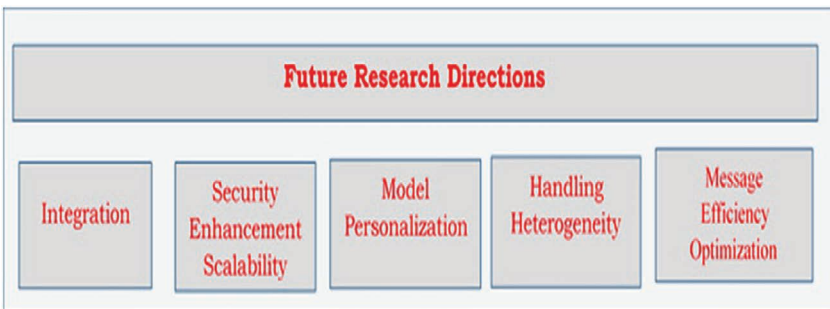 Future Research Directions
Integration
Security
Enhancement
Scalability
Model
Personalization
Handling
Heterogeneity
Message
Efficiency
Optimization